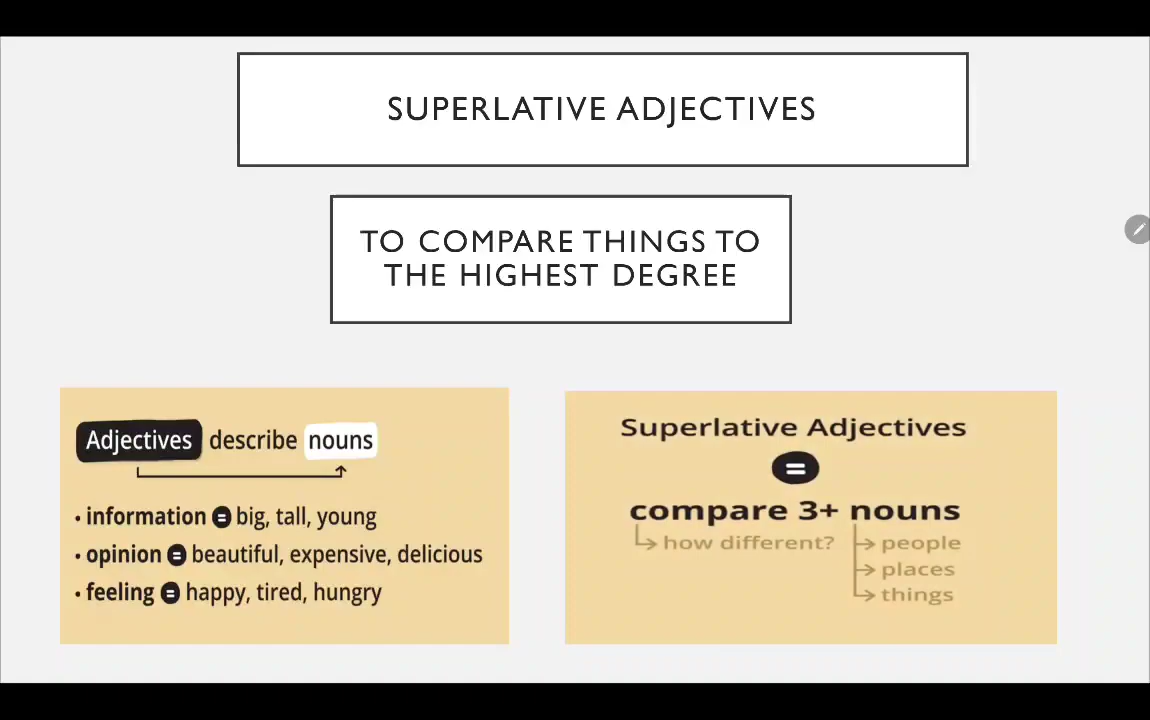 SUPERLATIVE ADJECTIVES
TO COMPARE THINGS TO
THE HIGHEST DEGREE
Adjectives describe nouns
• information = big, tall, young
• opinion = beautiful, expensive, delicious
• feeling = happy, tired, hungry
Superlative Adjectives
=
compare 3+ nouns
how different?
people
places
things